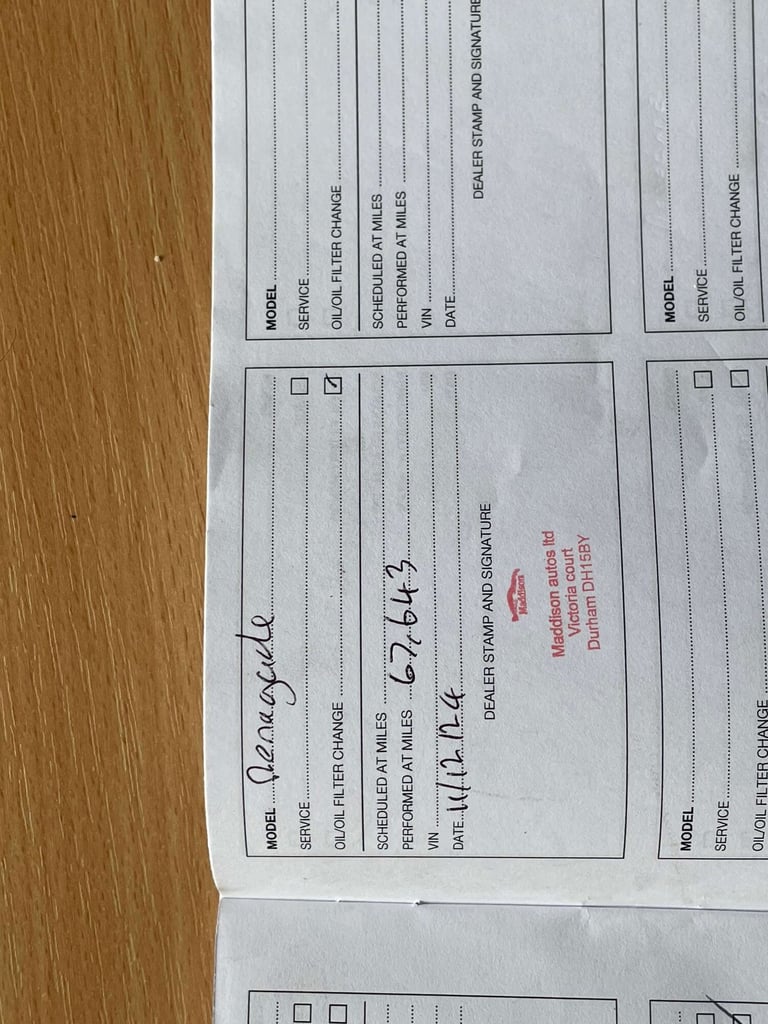 MODEL Renagade
SERVICE
OIL/OIL FILTER CHANGE
SCHEDULED AT MILES
PERFORMED AT MILES 67,643
VIN
DATE 11/12/24
DEALER STAMP AND SIGNATURE
Maddison
Maddison autos ltd
Victoria court
Durham DH15BY
MODEL
SERVICE
OIL/OIL FILTER CHANGE
SCHEDULED AT MILES
PERFORMED AT MILES
VIN
DATE
DEALER STAMP AND SIGNATURE
MODEL
SERVICE
OIL/OIL FILTER CHANGE
MODEL
SERVICE
OIL/OIL FILTER CHANGE